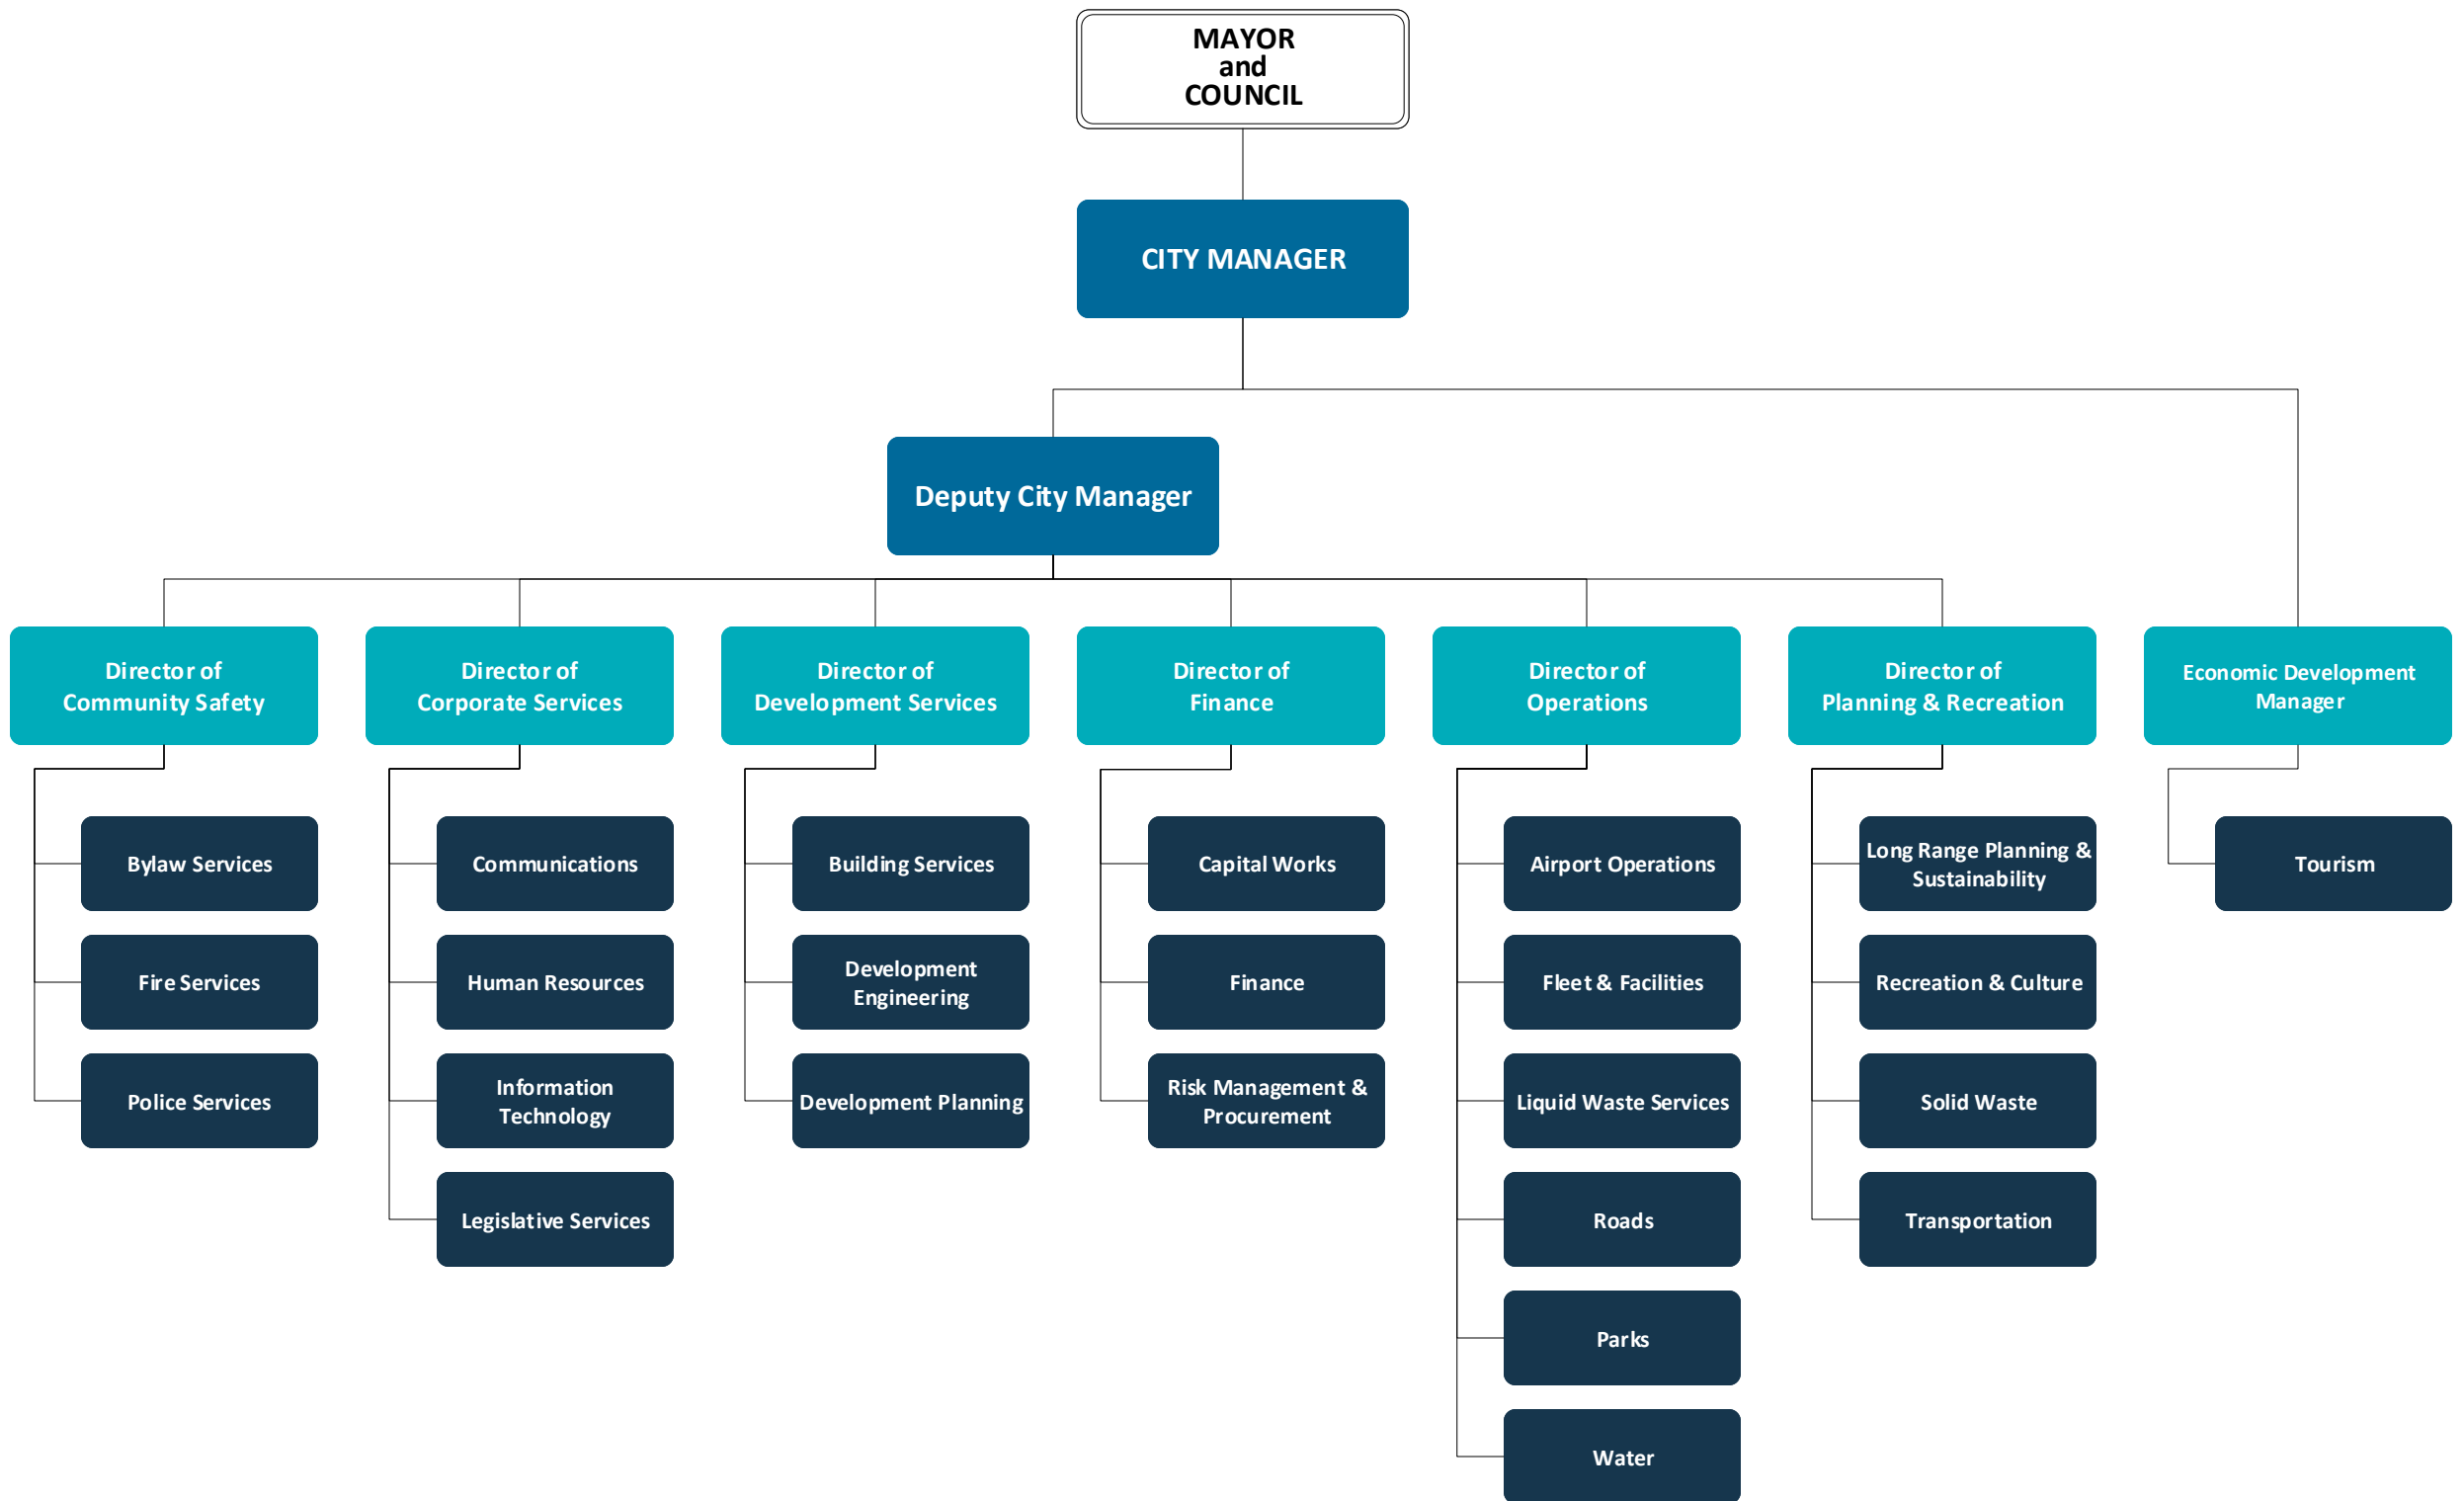 MAYOR
and
COUNCIL
CITY MANAGER
Deputy City Manager
Director of
Community Safety
Director of
Corporate Services
Director of
Development Services
Director of
Finance
Director of
Operations
Director of
Planning & Recreation
Economic Development
Manager
Bylaw Services
Fire Services
Police Services
Communications
Human Resources
Information
Technology
Legislative Services
Building Services
Development
Engineering
Development Planning
Capital Works
Finance
Risk Management &
Procurement
Airport Operations
Fleet & Facilities
Liquid Waste Services
Roads
Parks
Water
Long Range Planning &
Sustainability
Recreation & Culture
Solid Waste
Transportation
Tourism